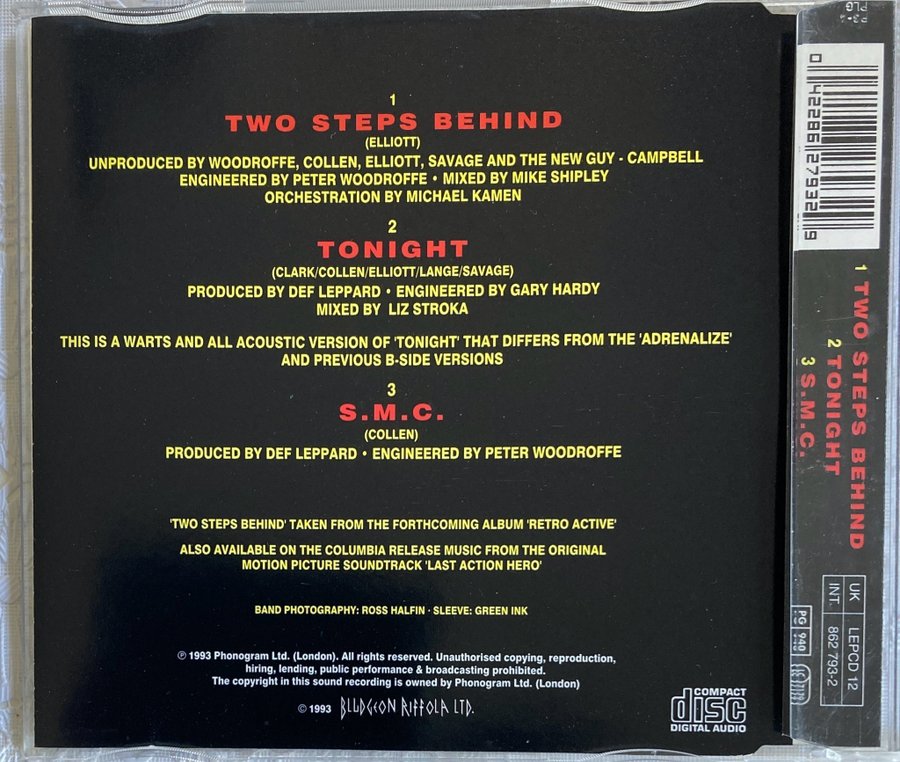 1
TWO STEPS BEHIND
(ELLIOTT)
UNPRODUCED BY WOODROFFE, COLLEN, ELLIOTT, SAVAGE AND THE NEW GUY - CAMPBELL
ENGINEERED BY PETER WOODROFFE • MIXED BY MIKE SHIPLEY
ORCHESTRATION BY MICHAEL KAMEN
2
TONIGHT
(CLARK/COLLEN/ELLIOTT/LANGE/SAVAGE)
PRODUCED BY DEF LEPPARD • ENGINEERED BY GARY HARDY
MIXED BY LIZ STROKA
THIS IS A WARTS AND ALL ACOUSTIC VERSION OF 'TONIGHT' THAT DIFFERS FROM THE 'ADRENALIZE'
AND PREVIOUS B-SIDE VERSIONS
3
S.M.C.
(COLLEN)
PRODUCED BY DEF LEPPARD • ENGINEERED BY PETER WOODROFFE
'TWO STEPS BEHIND' TAKEN FROM THE FORTHCOMING ALBUM 'RETRO ACTIVE'
ALSO AVAILABLE ON THE COLUMBIA RELEASE MUSIC FROM THE ORIGINAL
MOTION PICTURE SOUNDTRACK 'LAST ACTION HERO'
BAND PHOTOGRAPHY: ROSS HALFIN · SLEEVE: GREEN INK
℗ 1993 Phonogram Ltd. (London). All rights reserved. Unauthorised copying, reproduction,
hiring, lending, public performance & broadcasting prohibited.
The copyright in this sound recording is owned by Phonogram Ltd. (London)
© 1993 BLUDGEON RIFFOLA LTD.
COMPACT
disc
DIGITAL AUDIO
PLG
0 42286 27932 9
1 TWO STEPS BEHIND
2 TONIGHT
3 S.M.C.
UK LEPCD 12
INT. 862 793-2
PG 940